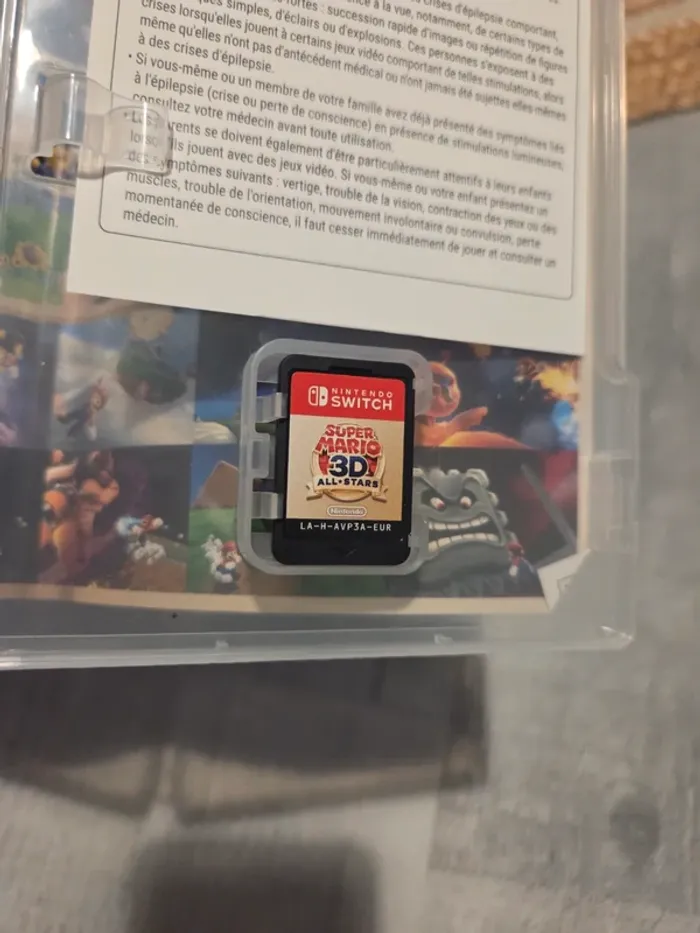 crises d'épilepsie comportant,
à la vue, notamment, de certains types de
fortes : succession rapide d'images ou répétition de figures
simples, d'éclairs ou d'explosions. Ces personnes s'exposent à des
crises lorsqu'elles jouent à certains jeux vidéo comportant de telles stimulations, alors
même qu'elles n'ont pas d'antécédent médical ou n'ont jamais été sujettes elles-mêmes
à des crises d'épilepsie.
• Si vous-même ou un membre de votre famille avez déjà présenté des symptômes liés
à l'épilepsie (crise ou perte de conscience) en présence de stimulations lumineuses,
consultez votre médecin avant toute utilisation.
• Les parents se doivent également d'être particulièrement attentifs à leurs enfants
lorsqu'ils jouent avec des jeux vidéo. Si vous-même ou votre enfant présentez un
des symptômes suivants : vertige, trouble de la vision, contraction des yeux ou des
muscles, trouble de l'orientation, mouvement involontaire ou convulsion, perte
momentanée de conscience, il faut cesser immédiatement de jouer et consulter un
médecin.
NINTENDO
SWITCH
SUPER
MARIO
3D
ALL★STARS
Nintendo
LA-H-AVP3A-EUR